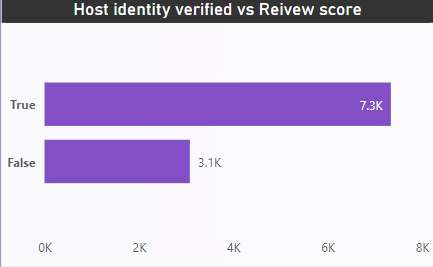 Host identity verified vs Reivew score
True
7.3K
False
3.1K
0K 2K 4K 6K 8K